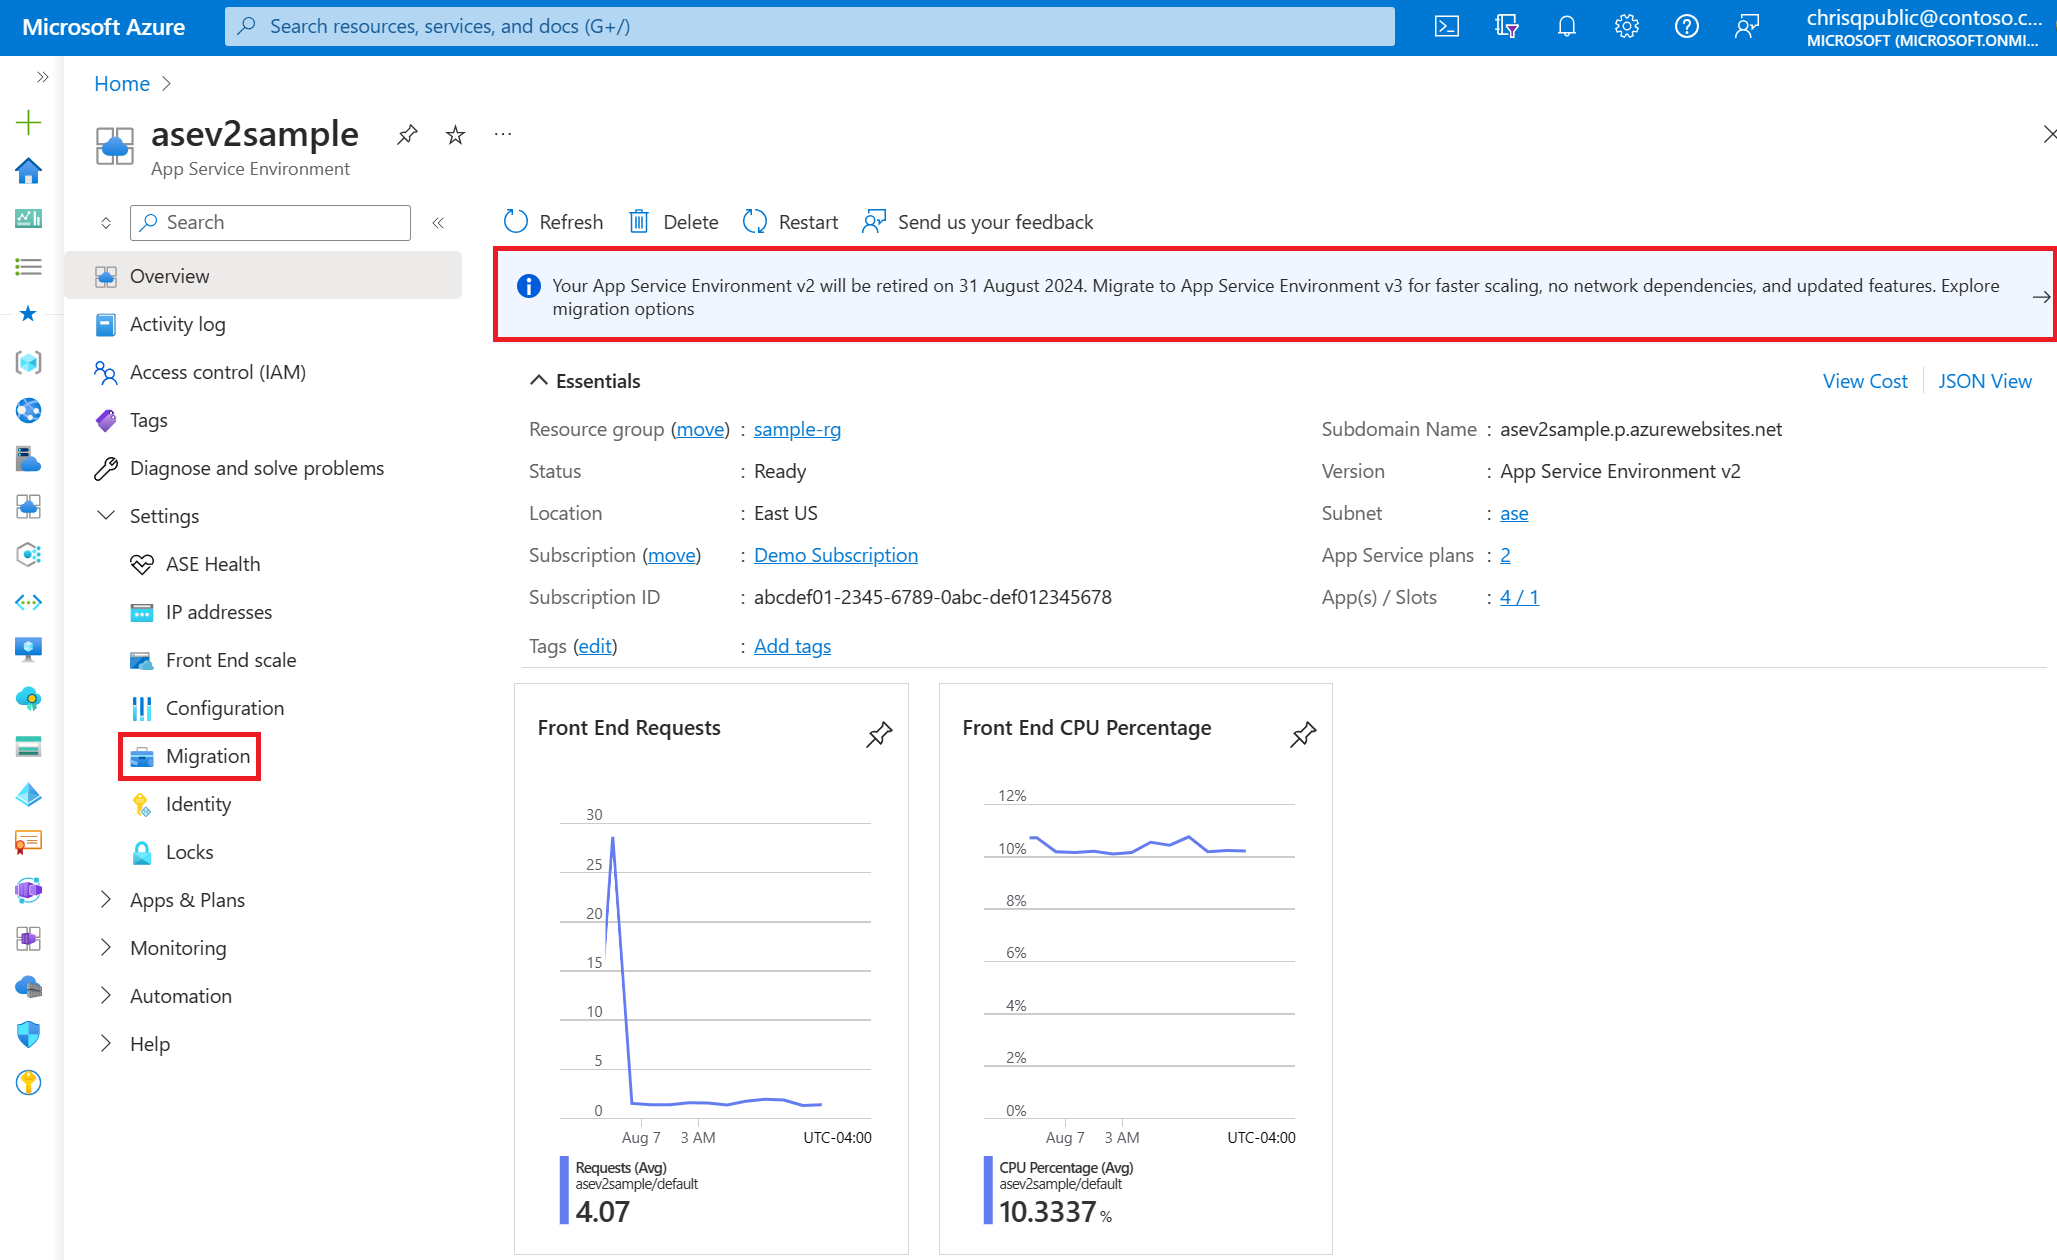 Microsoft Azure
Search resources, services, and docs (G+/)
chrisqpublic@contoso.c...
MICROSOFT (MICROSOFT.ONMI...
Home
asev2sample
App Service Environment
Search
Refresh
Delete
Restart
Send us your feedback
Overview
Activity log
Access control (IAM)
Tags
Diagnose and solve problems
Settings
ASE Health
IP addresses
Front End scale
Configuration
Migration
Identity
Locks
Apps & Plans
Monitoring
Automation
Help
Your App Service Environment v2 will be retired on 31 August 2024. Migrate to App Service Environment v3 for faster scaling, no network dependencies, and updated features. Explore
migration options
Essentials
View Cost
JSON View
Resource group (move) : sample-rg
Status : Ready
Location : East US
Subscription (move) : Demo Subscription
Subscription ID : abcdef01-2345-6789-0abc-def012345678
Tags (edit) : Add tags
Subdomain Name : asev2sample.p.azurewebsites.net
Version : App Service Environment v2
Subnet : ase
App Service plans : 2
App(s) / Slots : 4 / 1
Front End Requests
30
25
20
15
10
5
0
Aug 7 3 AM UTC-04:00
Requests (Avg)
asev2sample/default
4.07
Front End CPU Percentage
12%
10%
8%
6%
4%
2%
0%
Aug 7 3 AM UTC-04:00
CPU Percentage (Avg)
asev2sample/default
10.3337 %